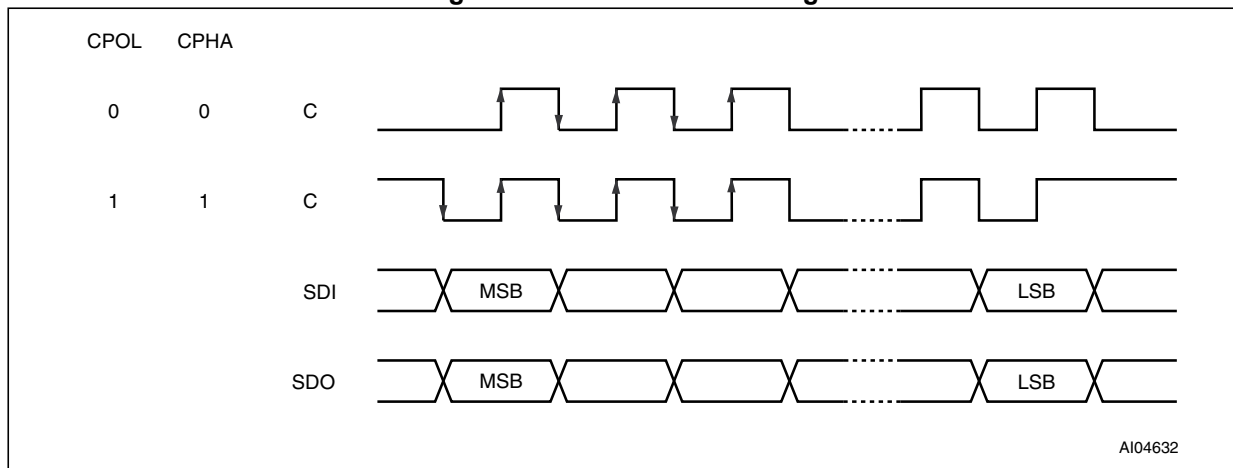 CPOL CPHA
0 0 C
1 1 C
SDI MSB LSB
SDO MSB LSB
AI04632